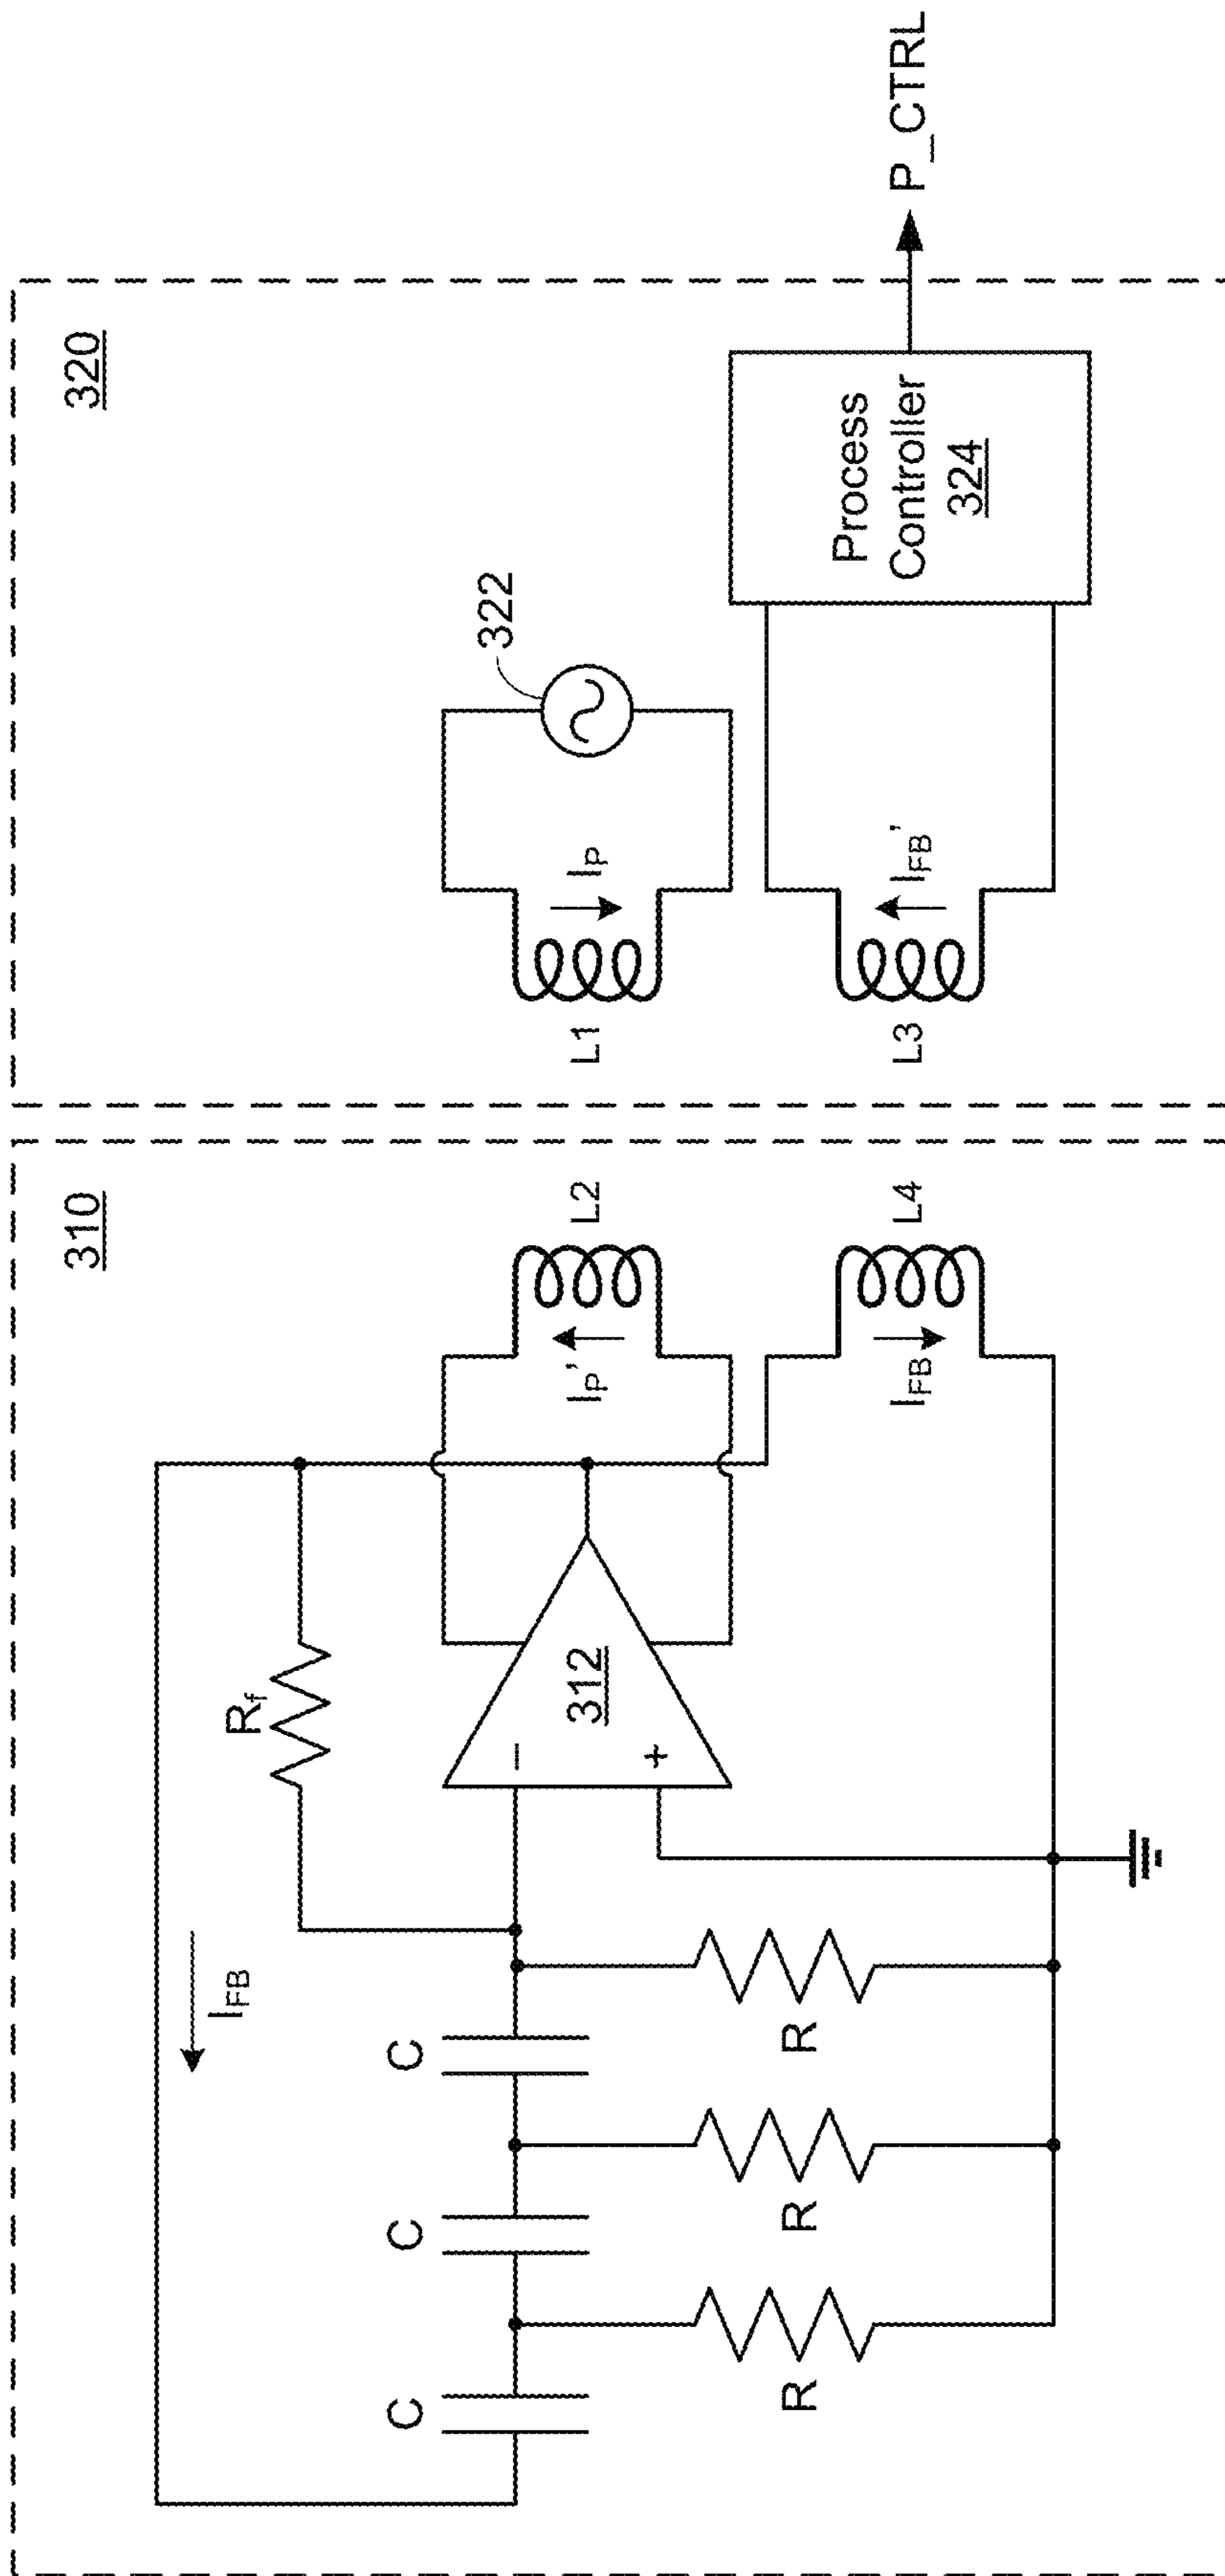 310
320
I_FB
R_f
C
C
C
R
R
R
−
+
312
I_P'
L2
I_FB
L4
L1
I_P
322
L3
I_FB'
Process
Controller
324
P_CTRL